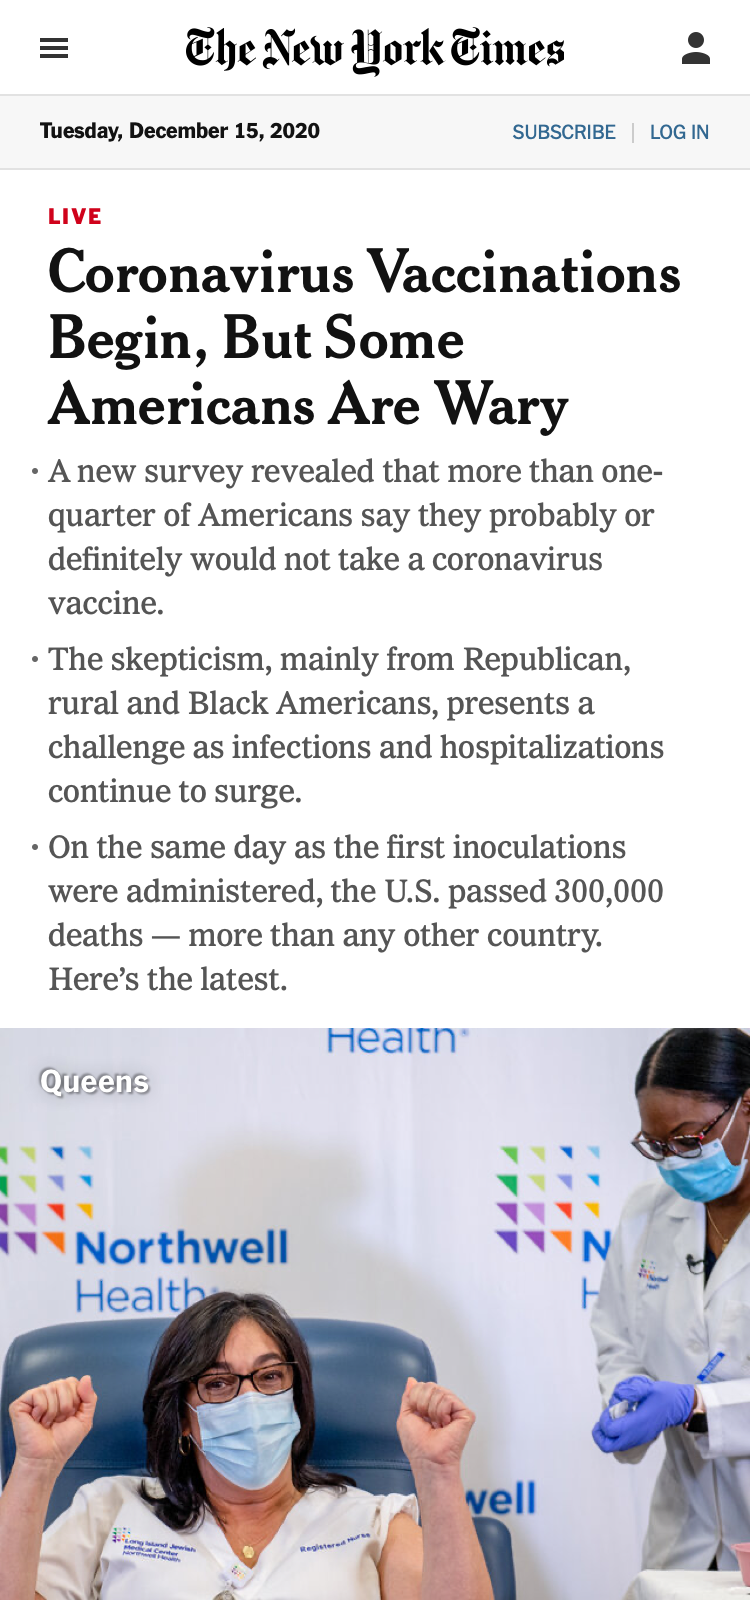 The New York Times
Tuesday, December 15, 2020
SUBSCRIBE | LOG IN
LIVE
Coronavirus Vaccinations
Begin, But Some
Americans Are Wary
• A new survey revealed that more than one-
quarter of Americans say they probably or
definitely would not take a coronavirus
vaccine.
• The skepticism, mainly from Republican,
rural and Black Americans, presents a
challenge as infections and hospitalizations
continue to surge.
• On the same day as the first inoculations
were administered, the U.S. passed 300,000
deaths — more than any other country.
Here’s the latest.
Health
Queens
Northwell
Health
N
H
Northwell
Health
well
Long Island Jewish
Medical Center
Northwell Health
Registered Nurse